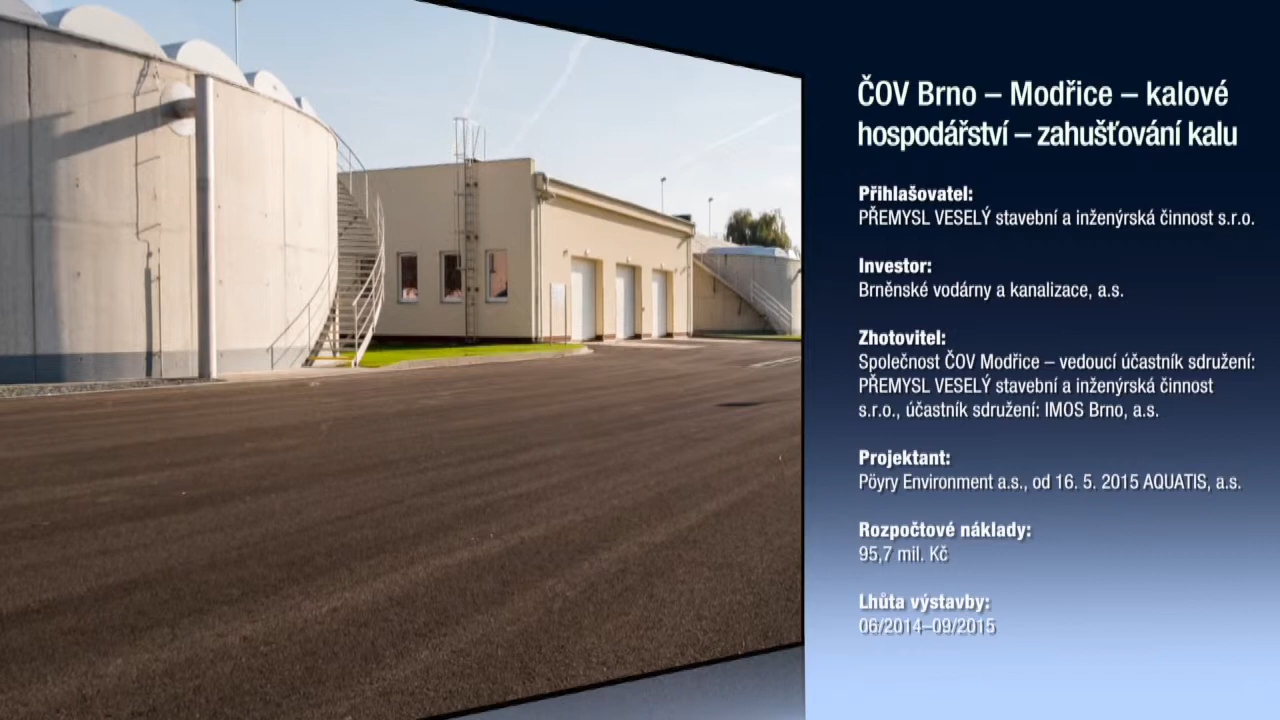 ČOV Brno – Modřice – kalové
hospodářství – zahušťování kalu
Přihlašovatel:
PŘEMYSL VESELÝ stavební a inženýrská činnost s.r.o.
Investor:
Brněnské vodárny a kanalizace, a.s.
Zhotovitel:
Společnost ČOV Modřice – vedoucí účastník sdružení:
PŘEMYSL VESELÝ stavební a inženýrská činnost
s.r.o., účastník sdružení: IMOS Brno, a.s.
Projektant:
Pöyry Environment a.s., od 16. 5. 2015 AQUATIS, a.s.
Rozpočtové náklady:
95,7 mil. Kč
Lhůta výstavby:
06/2014–09/2015